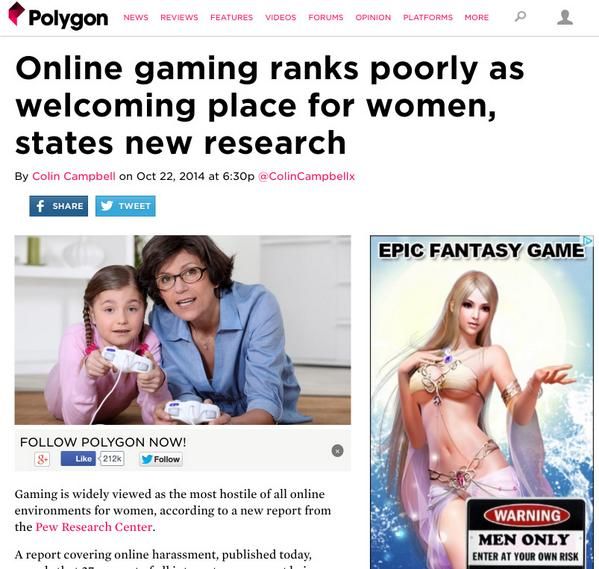 Polygon NEWS REVIEWS FEATURES VIDEOS FORUMS OPINION PLATFORMS MORE
Online gaming ranks poorly as
welcoming place for women,
states new research
By Colin Campbell on Oct 22, 2014 at 6:30p @ColinCampbellx
f SHARE TWEET
EPIC FANTASY GAME
FOLLOW POLYGON NOW!
g+ Like 212k Follow
Gaming is widely viewed as the most hostile of all online
environments for women, according to a new report from
the Pew Research Center.
A report covering online harassment, published today,
WARNING
MEN ONLY
ENTER AT YOUR OWN RISK